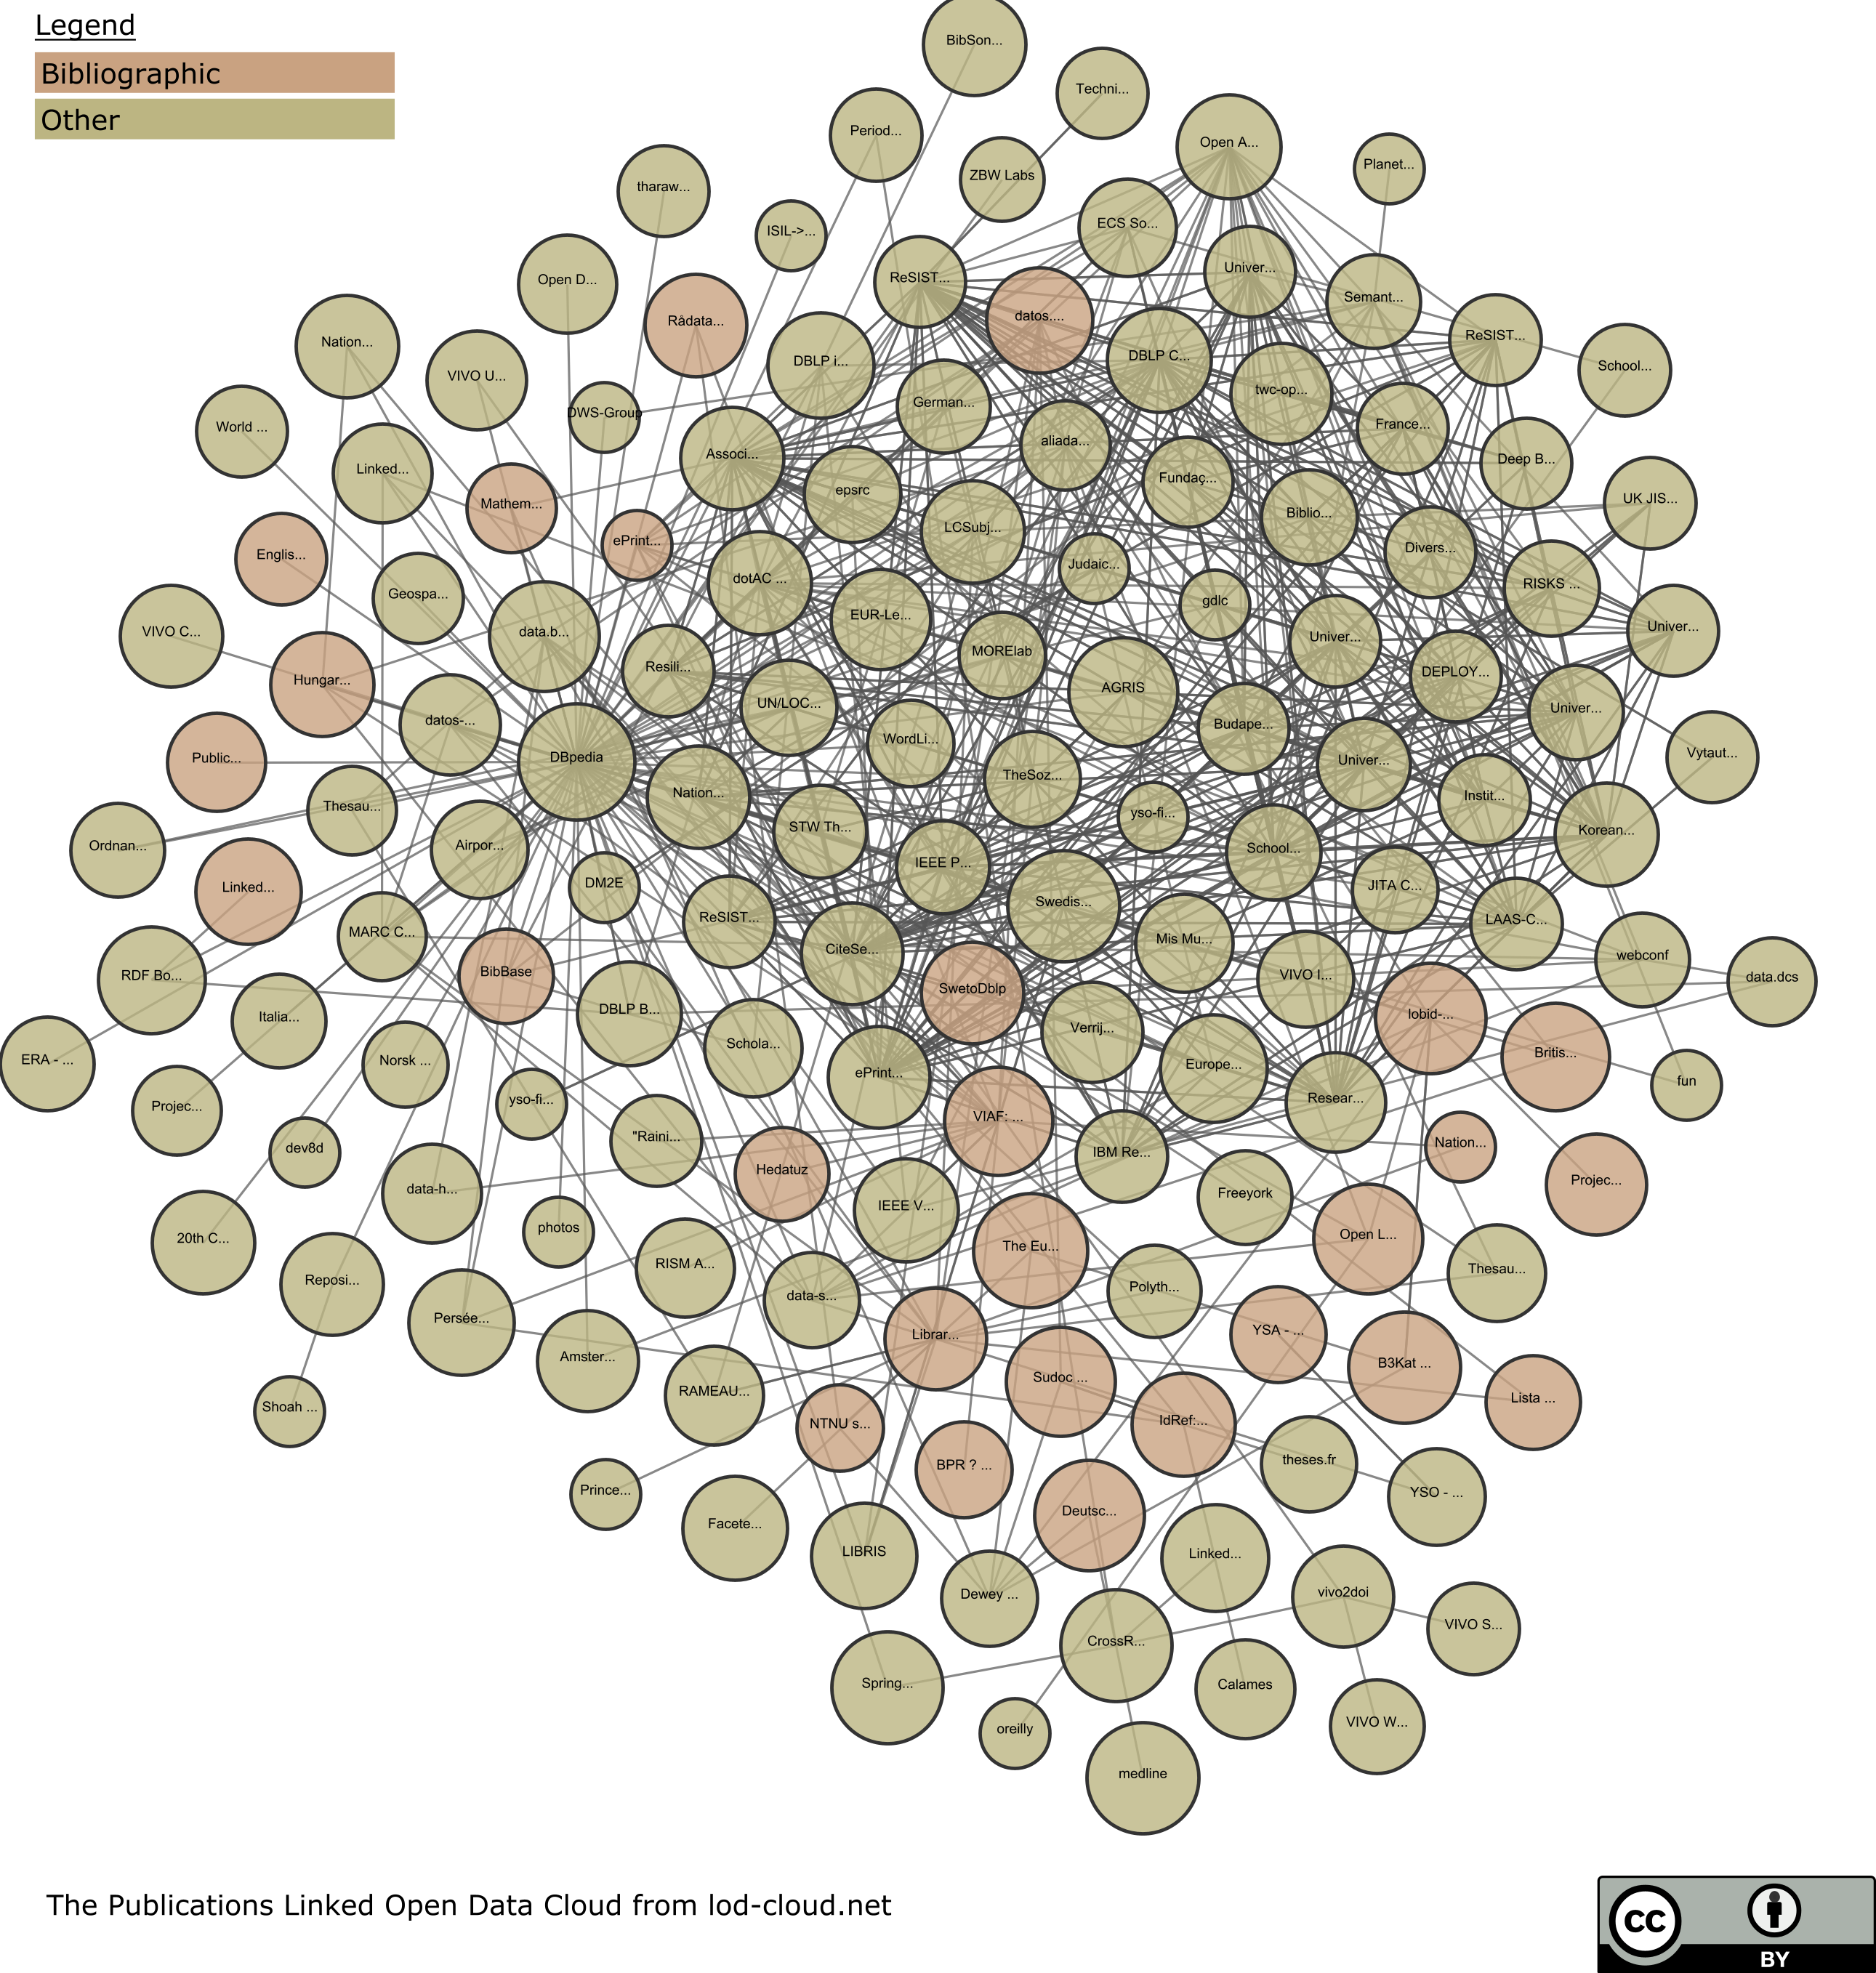 Legend
Bibliographic
Other
BibSon...
Techni...
Period...
Open A...
ZBW Labs
Planet...
tharaw...
ISIL->...
ECS So...
Open D...
ReSIST...
Univer...
Semant...
Rådata...
datos....
ReSIST...
Nation...
VIVO U...
DBLP i...
DBLP C...
School...
twc-op...
DWS-Group
German...
World ...
France...
Linked...
Associ...
aliada...
Deep B...
Mathem...
epsrc
Fundaç...
UK JIS...
LCSubj...
Biblio...
Englis...
ePrint...
Divers...
Judaic...
dotAC ...
RISKS ...
Geospa...
gdlc
EUR-Le...
VIVO C...
data.b...
Univer...
Univer...
MORElab
Resili...
DEPLOY...
Hungar...
AGRIS
UN/LOC...
Univer...
datos-...
Budape...
WordLi...
Public...
DBpedia
Univer...
Vytaut...
TheSoz...
Nation...
Instit...
Thesau...
yso-fi...
STW Th...
Korean...
Ordnan...
Airpor...
School...
IEEE P...
DM2E
Linked...
JITA C...
Swedis...
ReSIST...
LAAS-C...
MARC C...
Mis Mu...
CiteSe...
webconf
BibBase
RDF Bo...
VIVO I...
data.dcs
SwetoDblp
DBLP B...
Italia...
lobid-...
Verrij...
Schola...
Britis...
ERA - ...
Norsk ...
Europe...
ePrint...
fun
Projec...
yso-fi...
Resear...
VIAF: ...
"Raini...
dev8d
Nation...
IBM Re...
Hedatuz
Projec...
data-h...
Freeyork
IEEE V...
photos
20th C...
Open L...
The Eu...
RISM A...
Thesau...
Reposi...
Polyth...
data-s...
Persée...
YSA - ...
Librar...
Amster...
B3Kat ...
Sudoc ...
RAMEAU...
Lista ...
Shoah ...
NTNU s...
IdRef:...
theses.fr
BPR ? ...
Prince...
YSO - ...
Deutsc...
Facete...
LIBRIS
Linked...
Dewey ...
vivo2doi
VIVO S...
CrossR...
Spring...
Calames
VIVO W...
oreilly
medline
The Publications Linked Open Data Cloud from lod-cloud.net
cc
BY